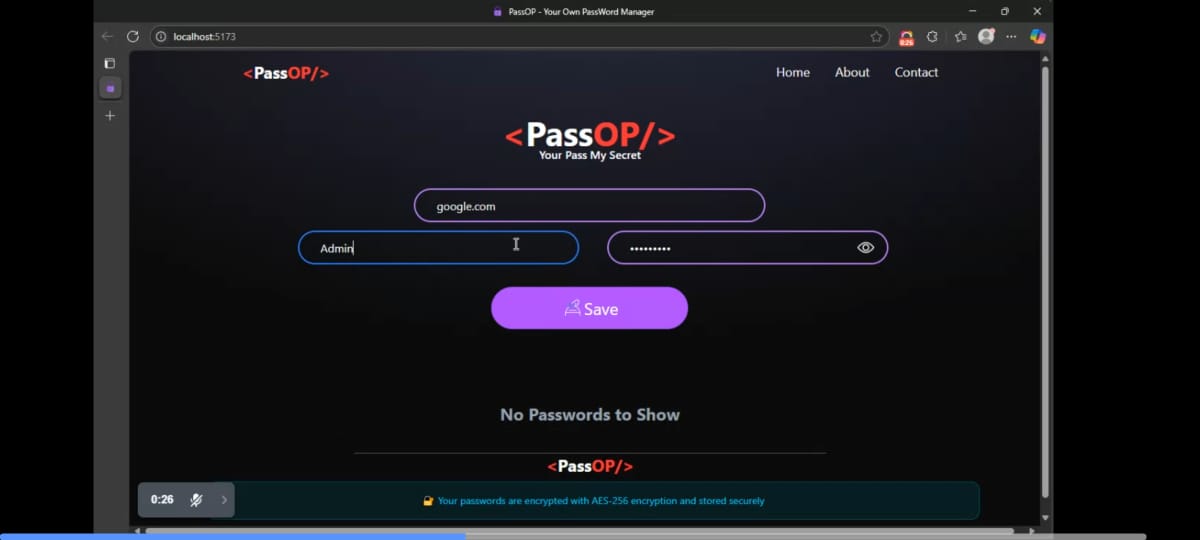 PassOP - Your Own PassWord Manager
localhost:5173
0:26
<PassOP/>
Home About Contact
<PassOP/>
Your Pass My Secret
google.com
Admin
•••••••••
Save
No Passwords to Show
<PassOP/>
0:26
🔐 Your passwords are encrypted with AES-256 encryption and stored securely